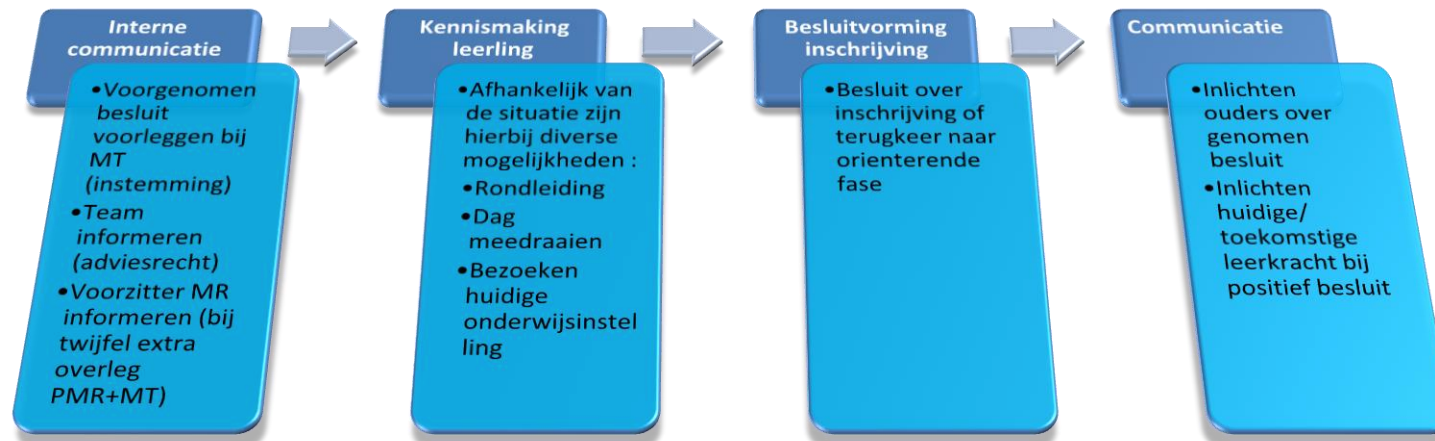 Interne
communicatie
•Voorgenomen
besluit
voorleggen bij
MT
(instemming)
•Team
informeren
(adviesrecht)
•Voorzitter MR
informeren (bij
twijfel extra
overleg
PMR+MT)
Kennismaking
leerling
•Afhankelijk van
de situatie zijn
hierbij diverse
mogelijkheden :
•Rondleiding
•Dag
meedraaien
•Bezoeken
huidige
onderwijsinstel
ling
Besluitvorming
inschrijving
•Besluit over
inschrijving of
terugkeer naar
orienterende
fase
Communicatie
•Inlichten
ouders over
genomen
besluit
•Inlichten
huidige/
toekomstige
leerkracht bij
positief besluit